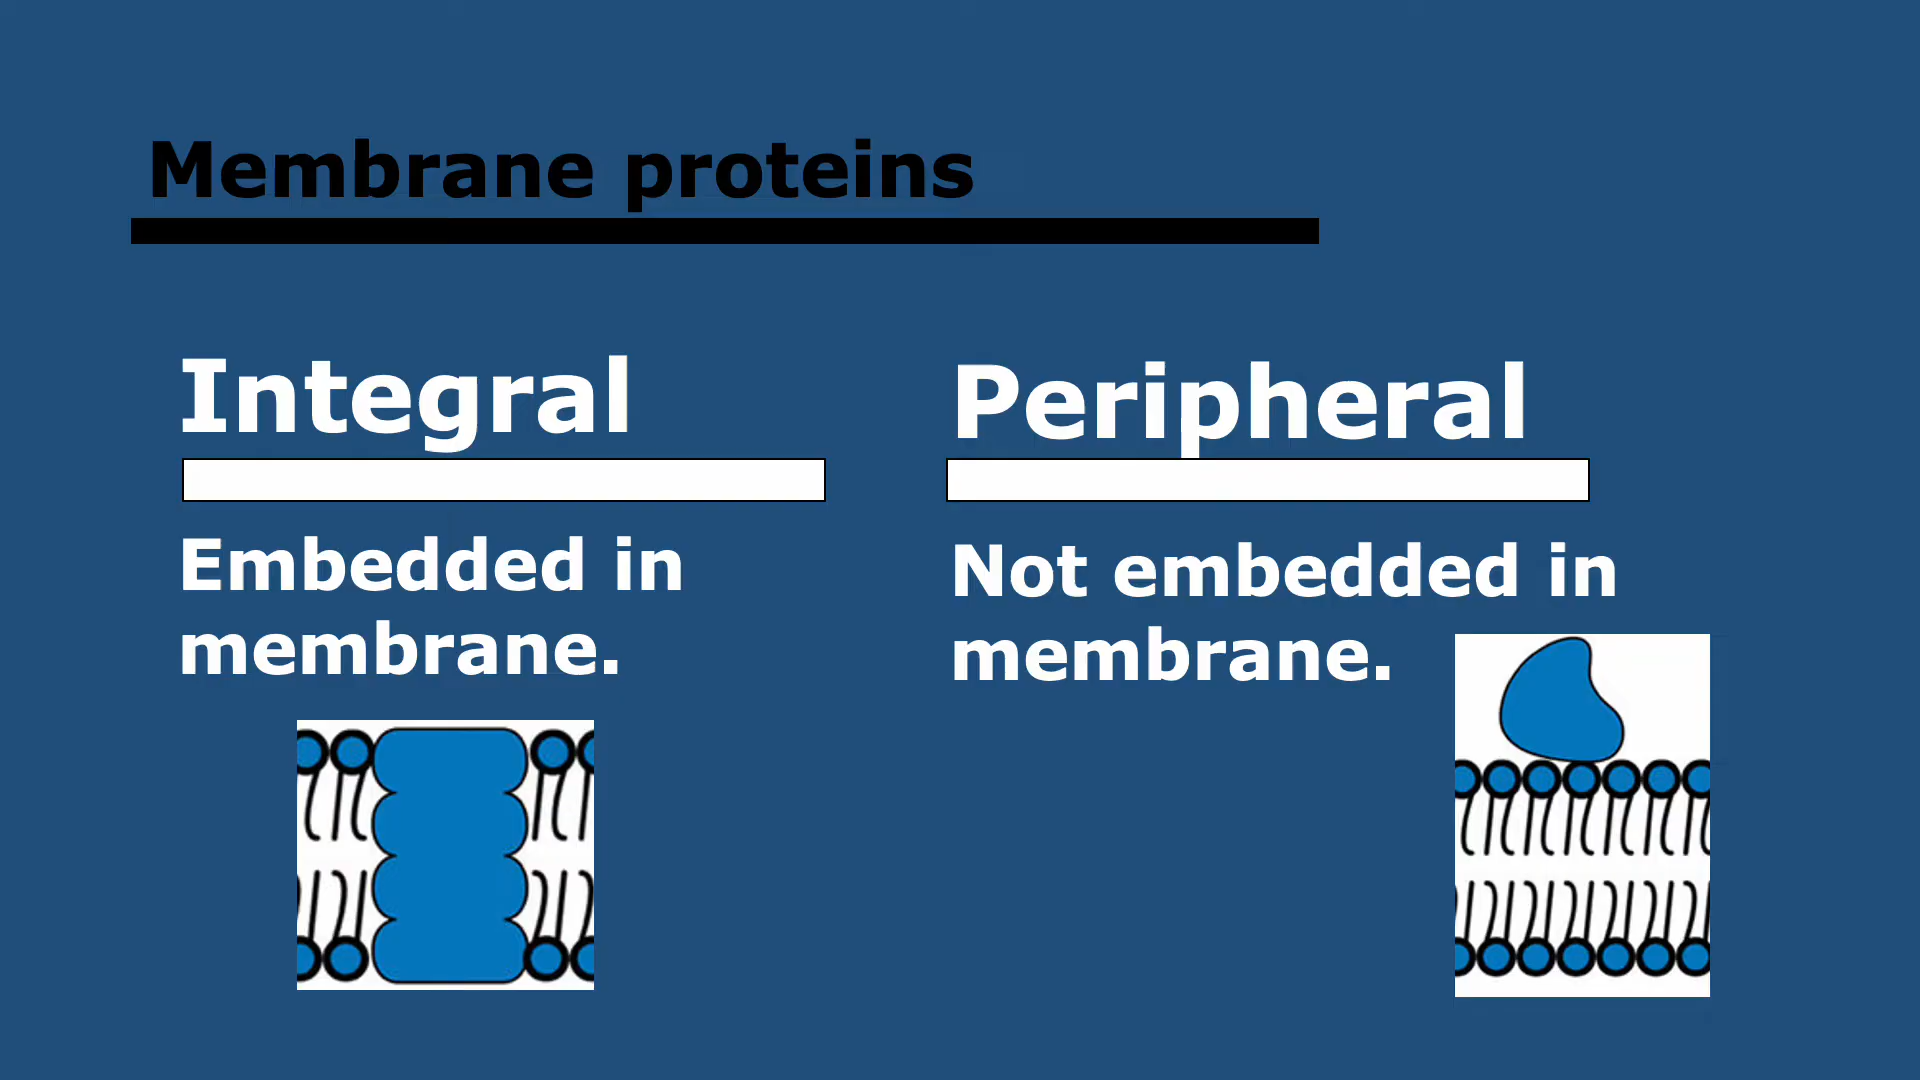 Membrane proteins
Integral
Embedded in
membrane.
Peripheral
Not embedded in
membrane.